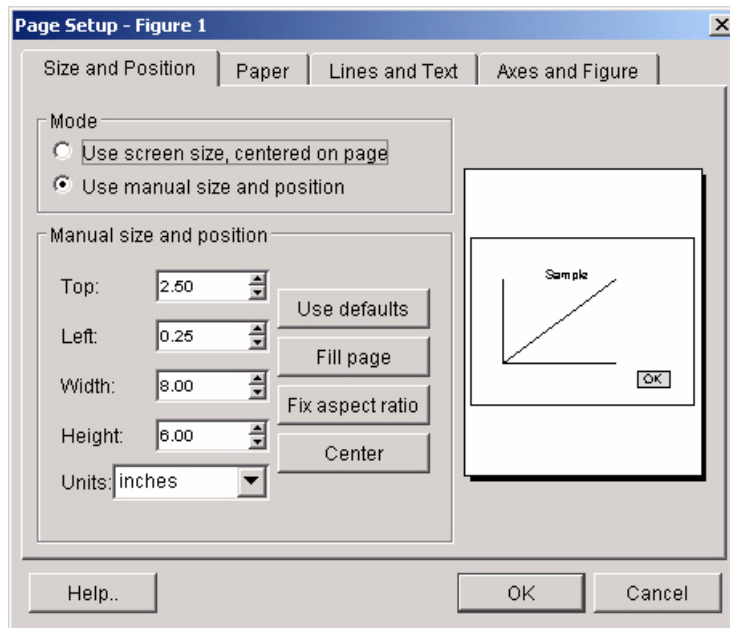 Page Setup - Figure 1
Size and Position Paper Lines and Text Axes and Figure
Mode
Use screen size, centered on page
Use manual size and position
Manual size and position
Top: 2.50
Left: 0.25
Width: 8.00
Height: 6.00
Units: inches
Use defaults
Fill page
Fix aspect ratio
Center
Sample
OK
Help..
OK
Cancel